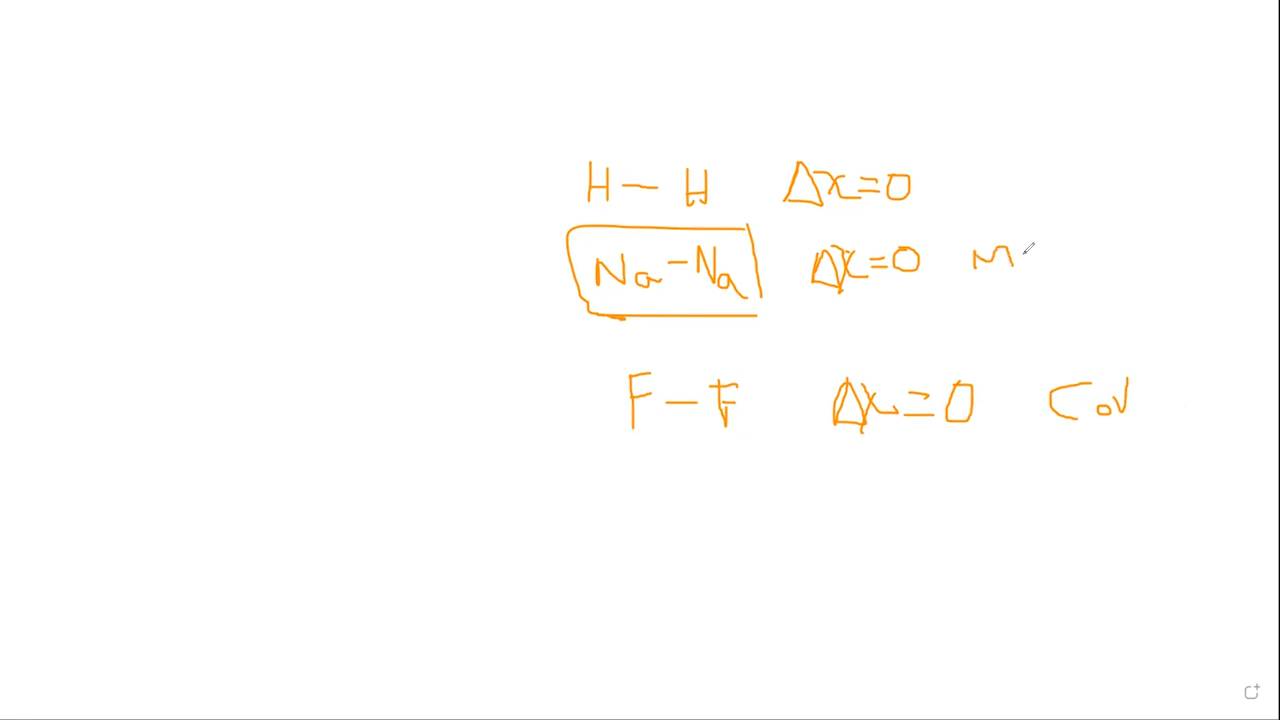 H — H Δx=0
Na - Na Δx=0 M
F — F Δx=0 Cov